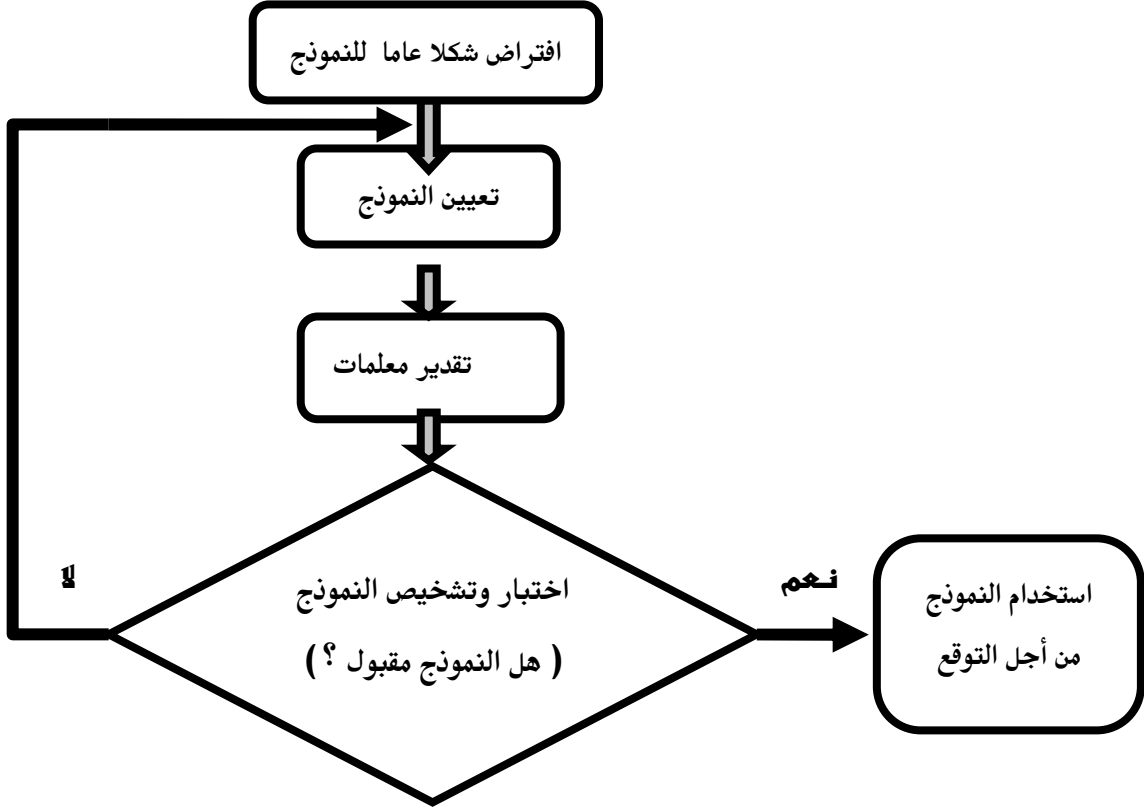 افتراض شكلا عاما للنموذج
تعيين النموذج
تقدير معلمات
اختبار وتشخيص النموذج
( هل النموذج مقبول ؟ )
لا
نعم
استخدام النموذج
من أجل التوقع